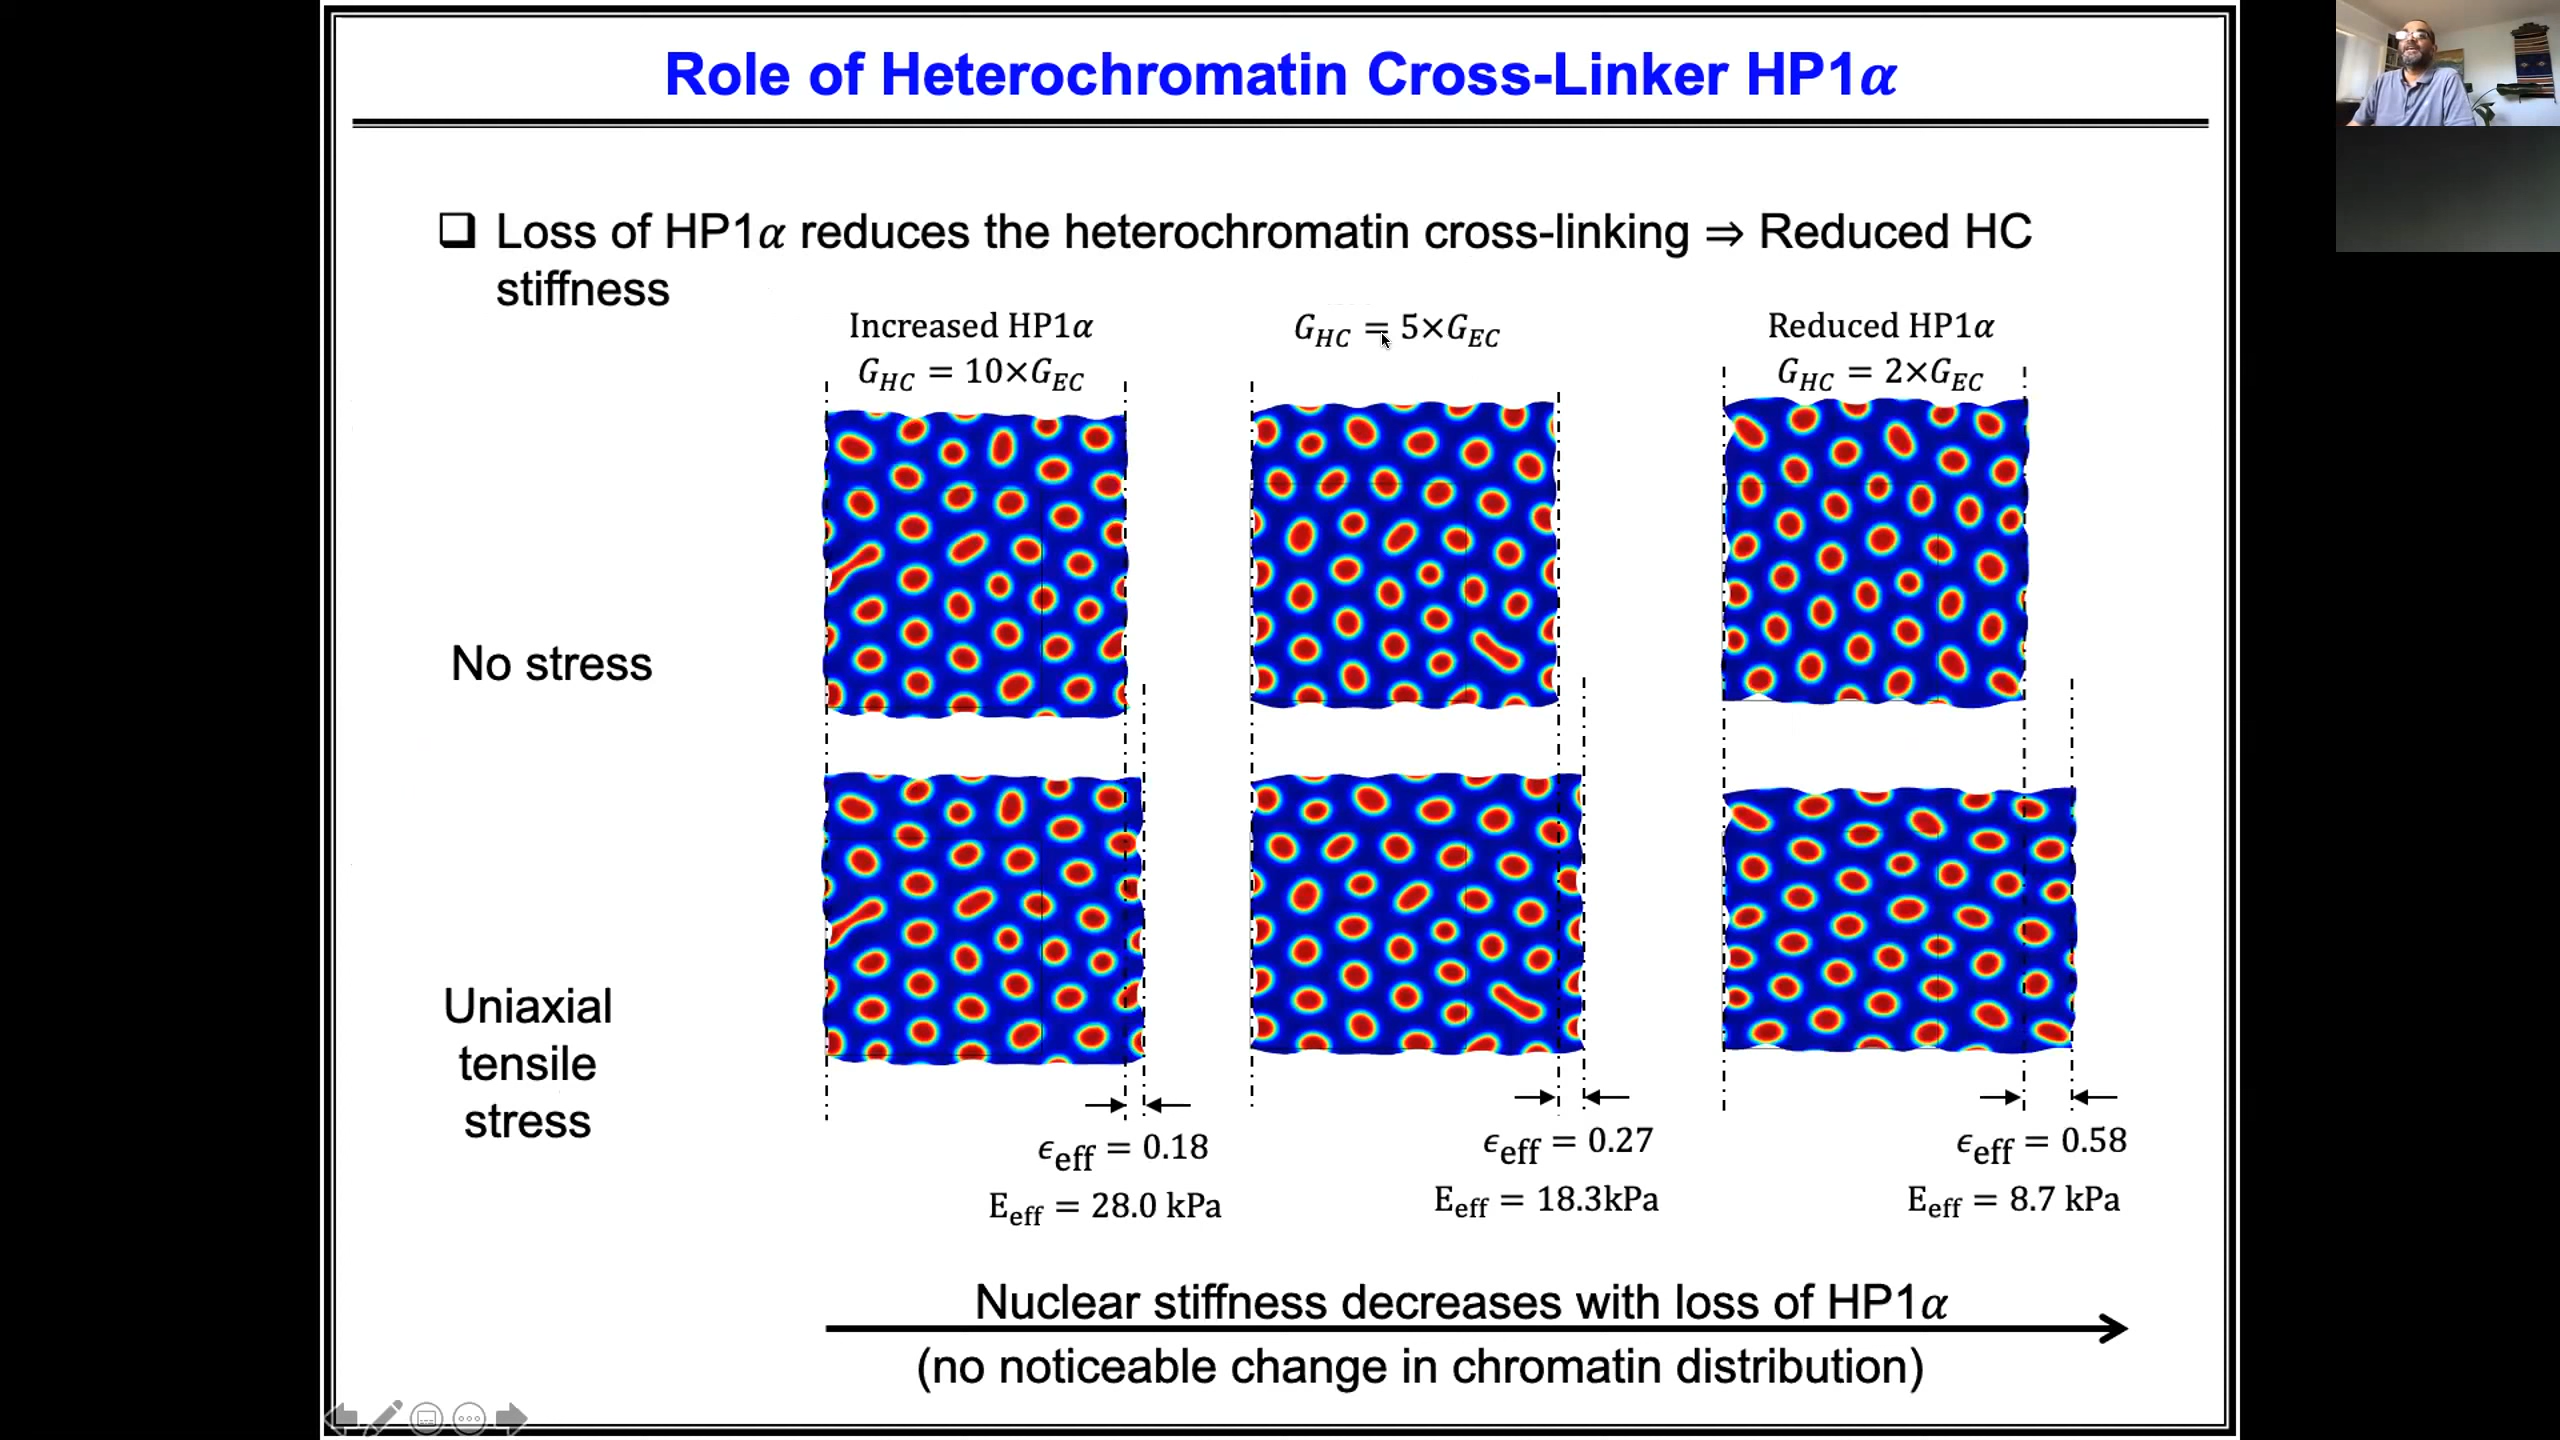 Role of Heterochromatin Cross-Linker HP1α
❑ Loss of HP1α reduces the heterochromatin cross-linking ⇒ Reduced HC
stiffness
Increased HP1α
G_HC = 10×G_EC
G_HC = 5×G_EC
Reduced HP1α
G_HC = 2×G_EC
No stress
Uniaxial
tensile
stress
ϵ_eff = 0.18
E_eff = 28.0 kPa
ϵ_eff = 0.27
E_eff = 18.3kPa
ϵ_eff = 0.58
E_eff = 8.7 kPa
Nuclear stiffness decreases with loss of HP1α
(no noticeable change in chromatin distribution)